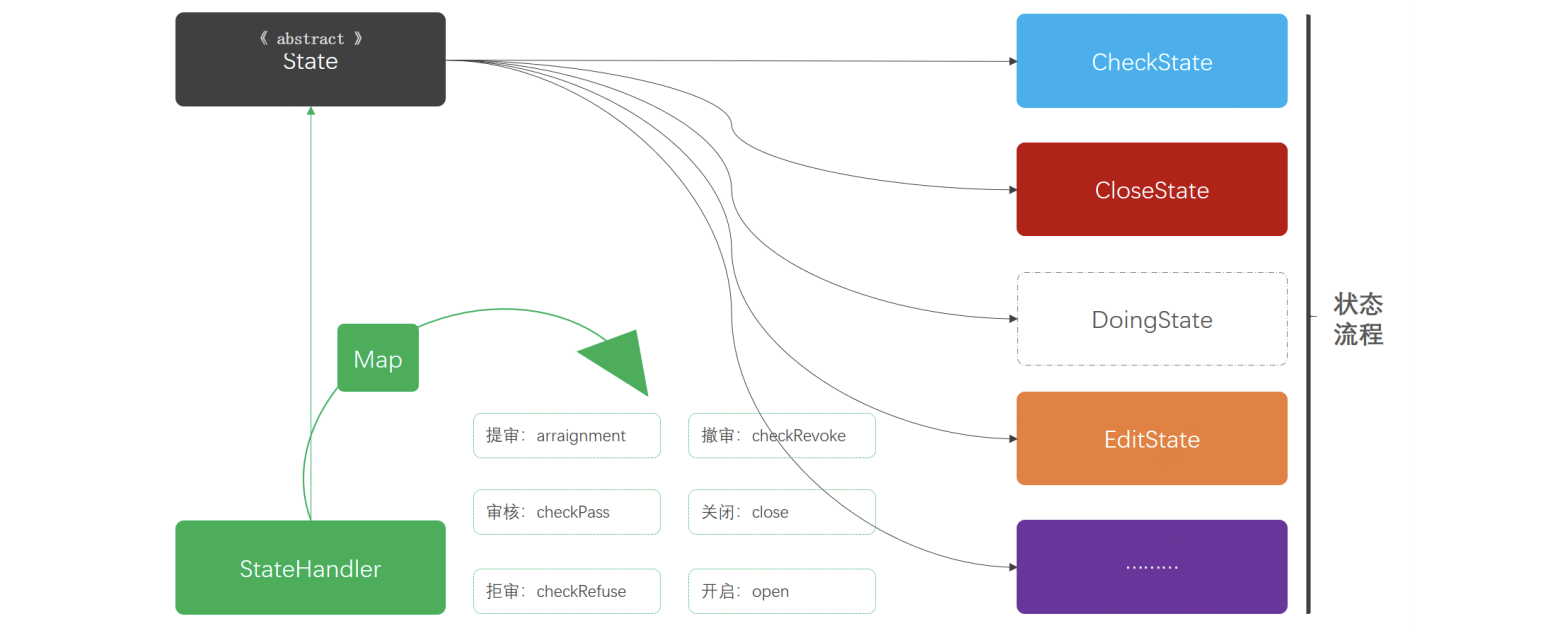 《 abstract 》
State
CheckState
CloseState
DoingState
状态
流程
Map
提审：arraignment
撤审：checkRevoke
EditState
审核：checkPass
关闭：close
StateHandler
………
拒审：checkRefuse
开启：open